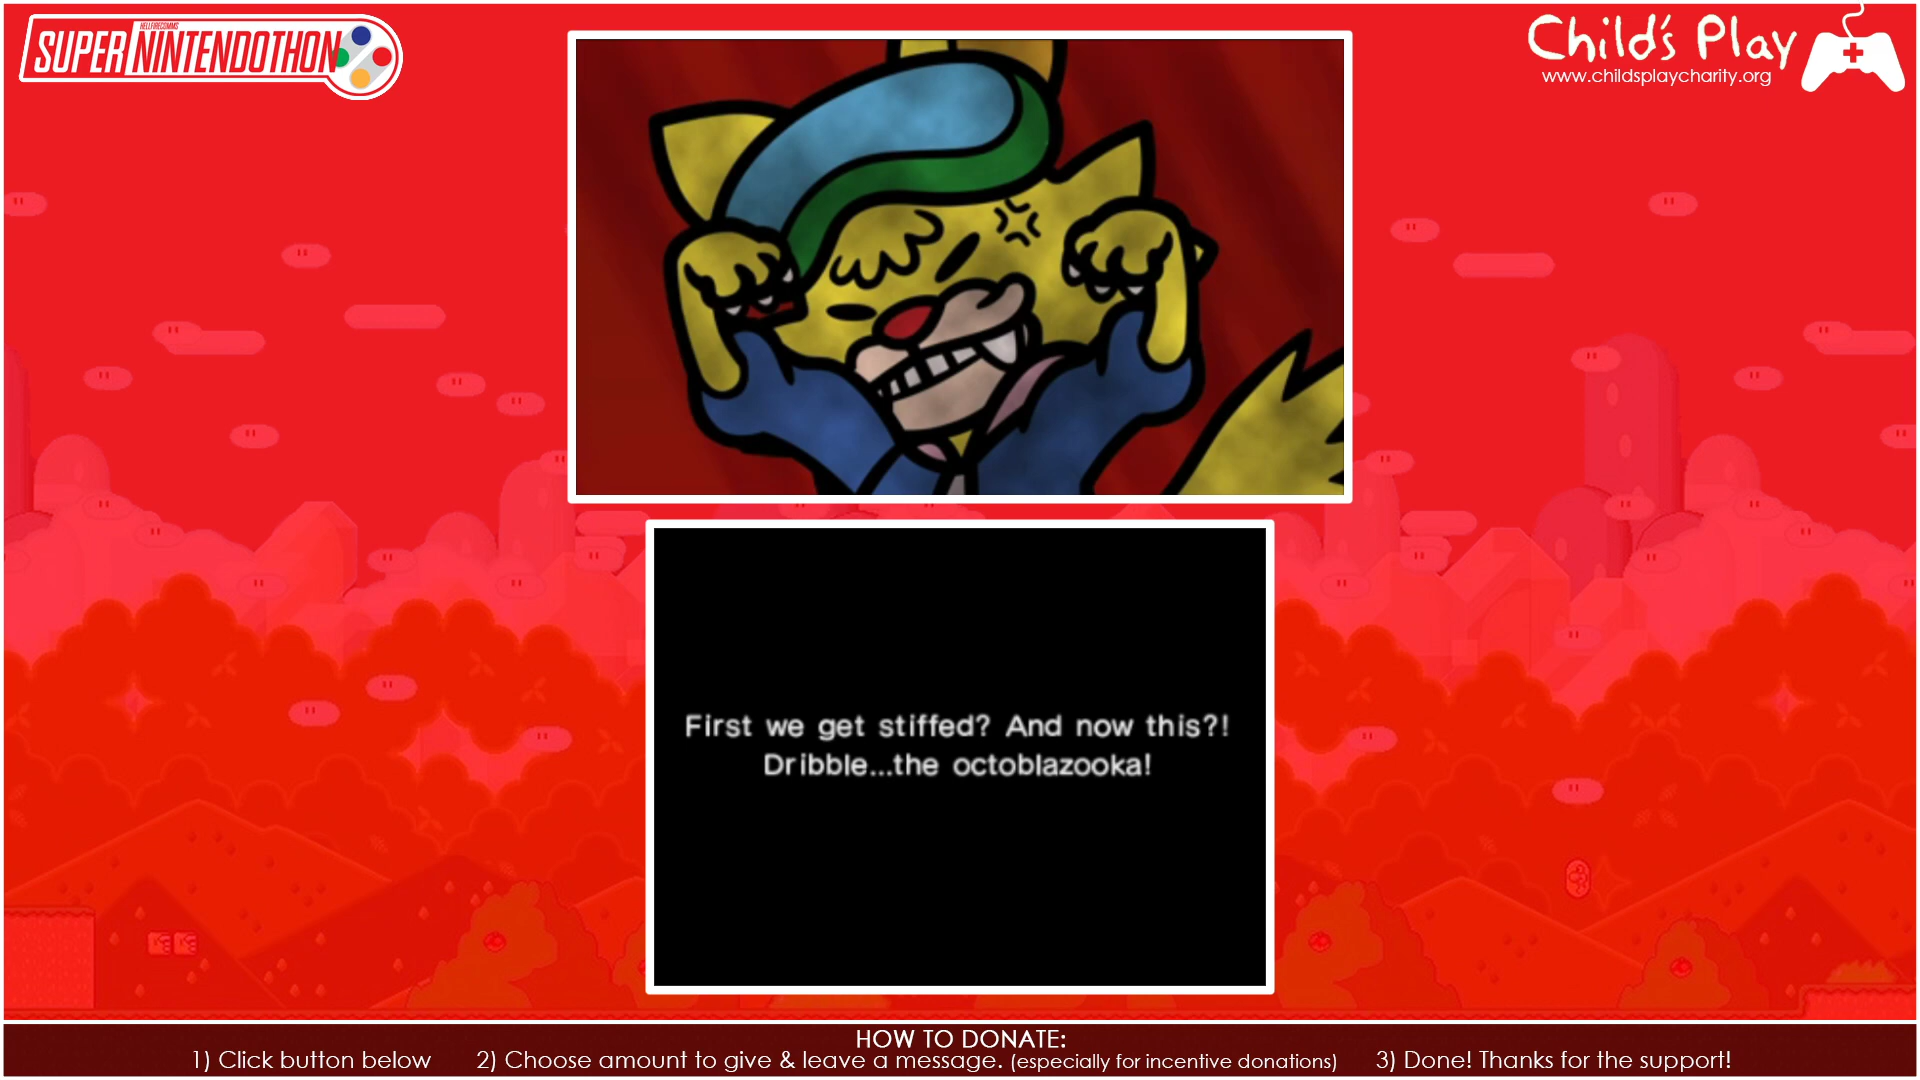 HELLFIRECOMMS
SUPER NINTENDOTHON
Child's Play
www.childsplaycharity.org
First we get stiffed? And now this?!
Dribble...the octoblazooka!
HOW TO DONATE:
1) Click button below 2) Choose amount to give & leave a message. (especially for incentive donations) 3) Done! Thanks for the support!